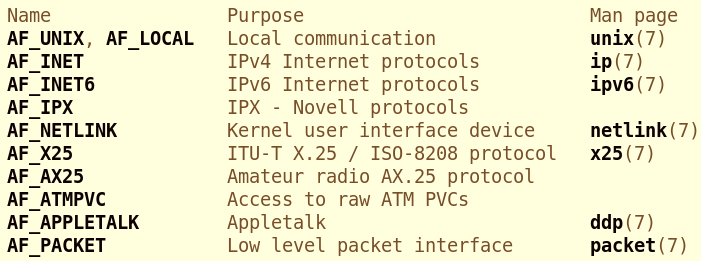 Name                Purpose                          Man page
AF_UNIX, AF_LOCAL   Local communication              unix(7)
AF_INET             IPv4 Internet protocols          ip(7)
AF_INET6            IPv6 Internet protocols          ipv6(7)
AF_IPX              IPX - Novell protocols
AF_NETLINK          Kernel user interface device     netlink(7)
AF_X25              ITU-T X.25 / ISO-8208 protocol   x25(7)
AF_AX25             Amateur radio AX.25 protocol
AF_ATMPVC           Access to raw ATM PVCs
AF_APPLETALK        Appletalk                        ddp(7)
AF_PACKET           Low level packet interface       packet(7)